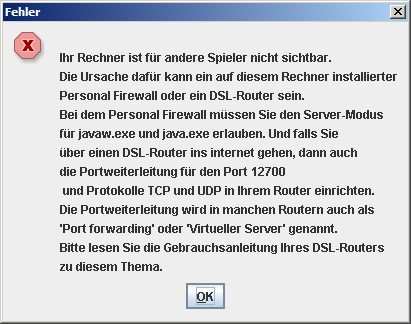 Fehler
X
Ihr Rechner ist für andere Spieler nicht sichtbar.
Die Ursache dafür kann ein auf diesem Rechner installierter
Personal Firewall oder ein DSL-Router sein.
Bei dem Personal Firewall müssen Sie den Server-Modus
für javaw.exe und java.exe erlauben. Und falls Sie
über einen DSL-Router ins internet gehen, dann auch
die Portweiterleitung für den Port 12700
und Protokolle TCP und UDP in Ihrem Router einrichten.
Die Portweiterleitung wird in manchen Routern auch als
'Port forwarding' oder 'Virtueller Server' genannt.
Bitte lesen Sie die Gebrauchsanleitung Ihres DSL-Routers
zu diesem Thema.
OK